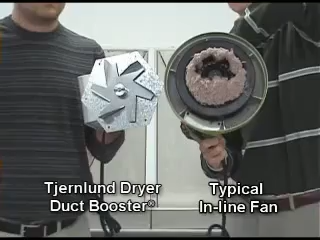 Tjernlund Dryer
Duct Booster®
Typical
In-line Fan